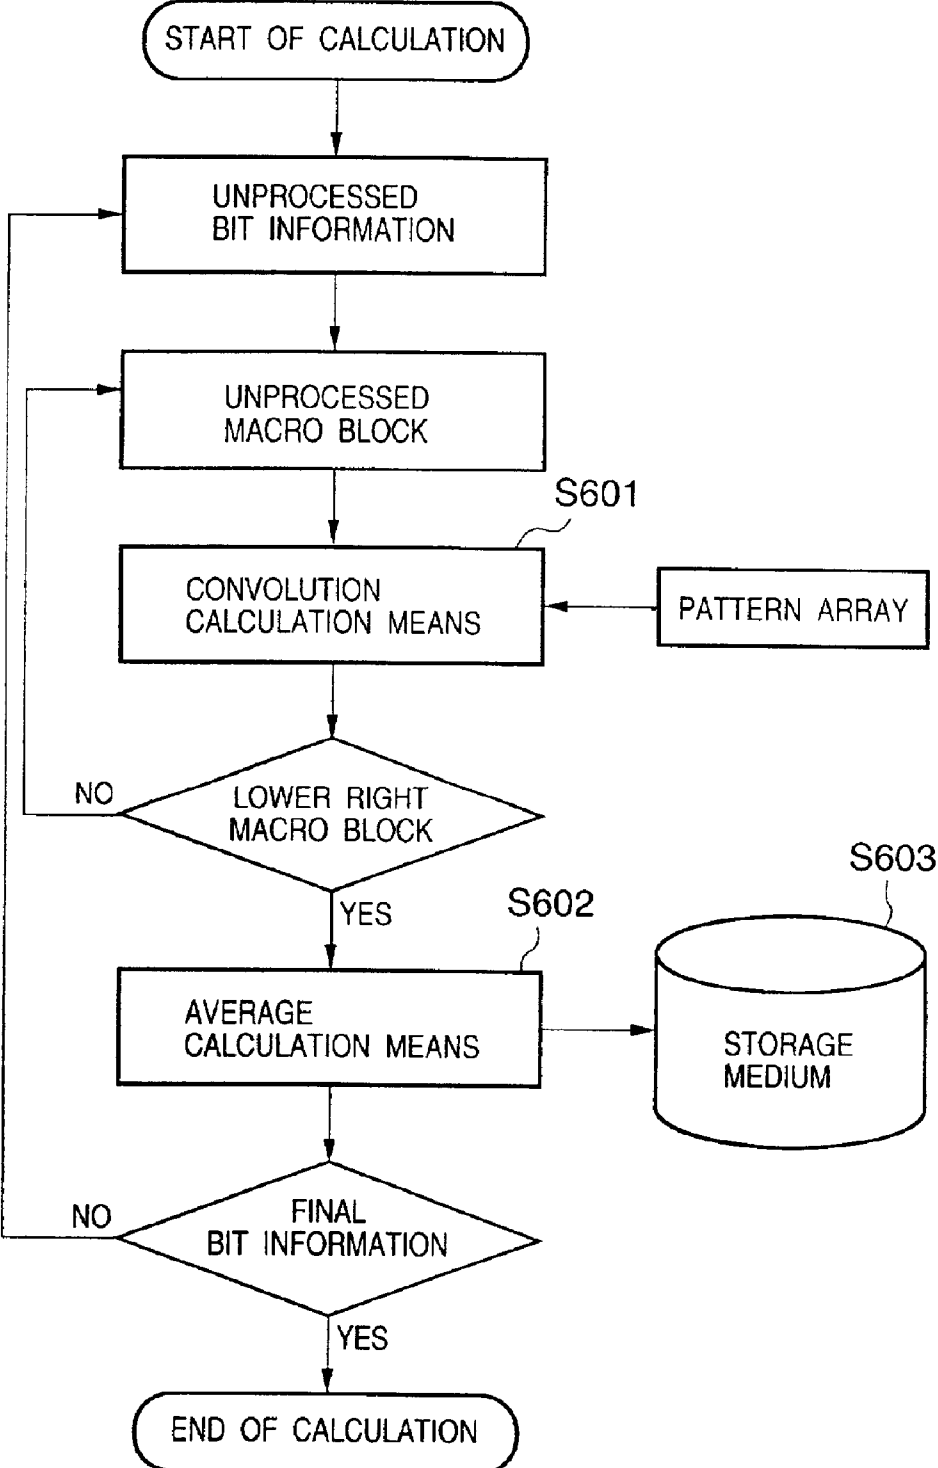 START OF CALCULATION
UNPROCESSED
BIT INFORMATION
UNPROCESSED
MACRO BLOCK
S601
CONVOLUTION
CALCULATION MEANS
PATTERN ARRAY
NO
LOWER RIGHT
MACRO BLOCK
YES
S602
S603
AVERAGE
CALCULATION MEANS
STORAGE
MEDIUM
NO
FINAL
BIT INFORMATION
YES
END OF CALCULATION